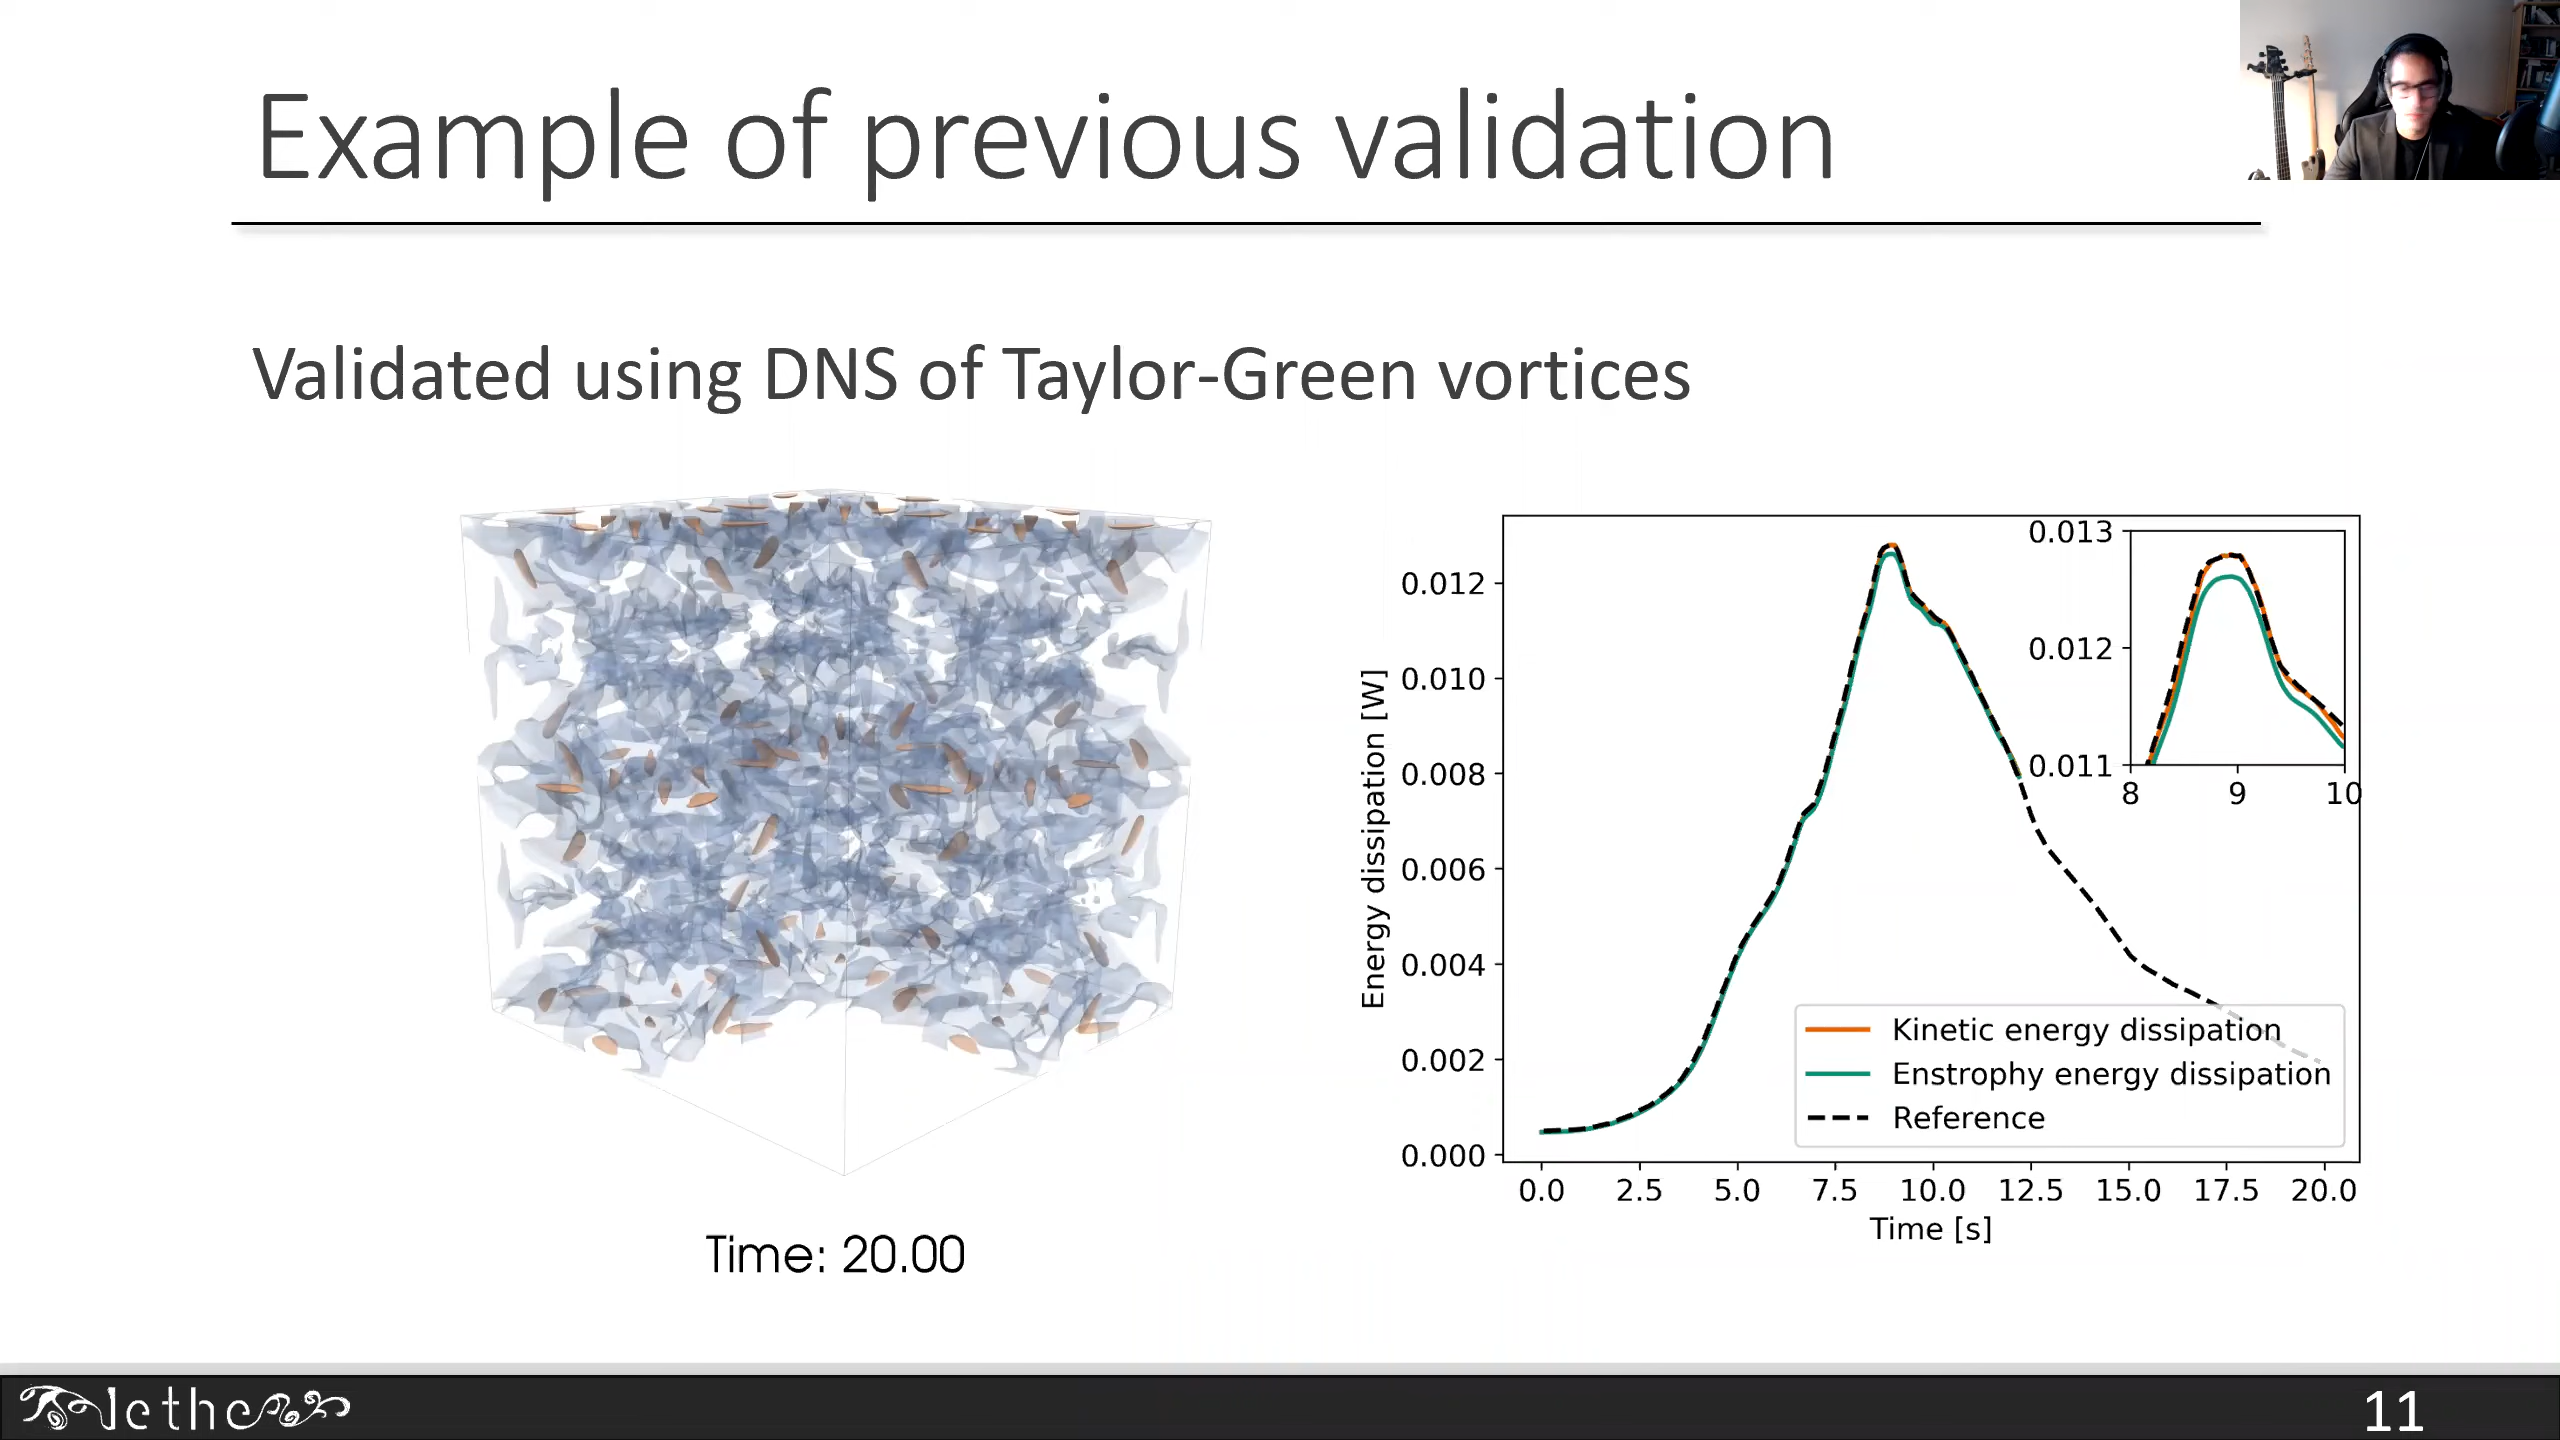 Example of previous validation
Validated using DNS of Taylor-Green vortices
Time: 20.00
Energy dissipation [W]
0.012
0.010
0.008
0.006
0.004
0.002
0.000
0.0 2.5 5.0 7.5 10.0 12.5 15.0 17.5 20.0
Time [s]
0.013
0.012
0.011
8 9 10
Kinetic energy dissipation
Enstrophy energy dissipation
Reference
lethe
11